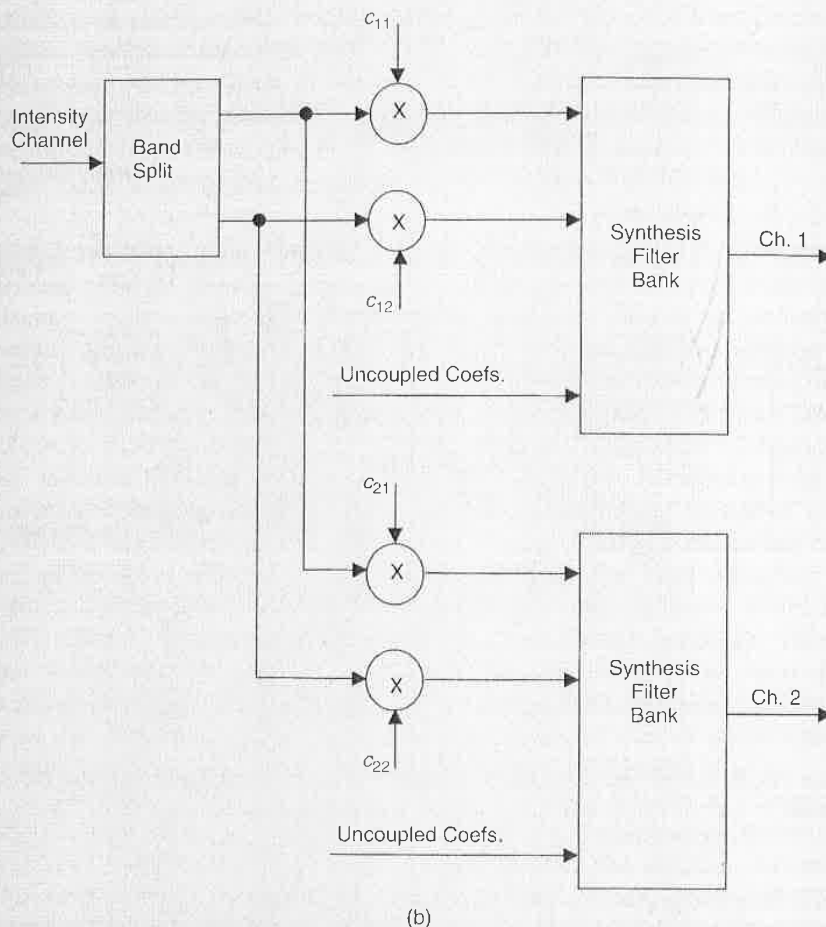 c11
Intensity
Channel
Band
Split
X
X
c12
Synthesis
Filter
Bank
Ch. 1
Uncoupled Coefs.
c21
X
X
c22
Synthesis
Filter
Bank
Ch. 2
Uncoupled Coefs.
(b)